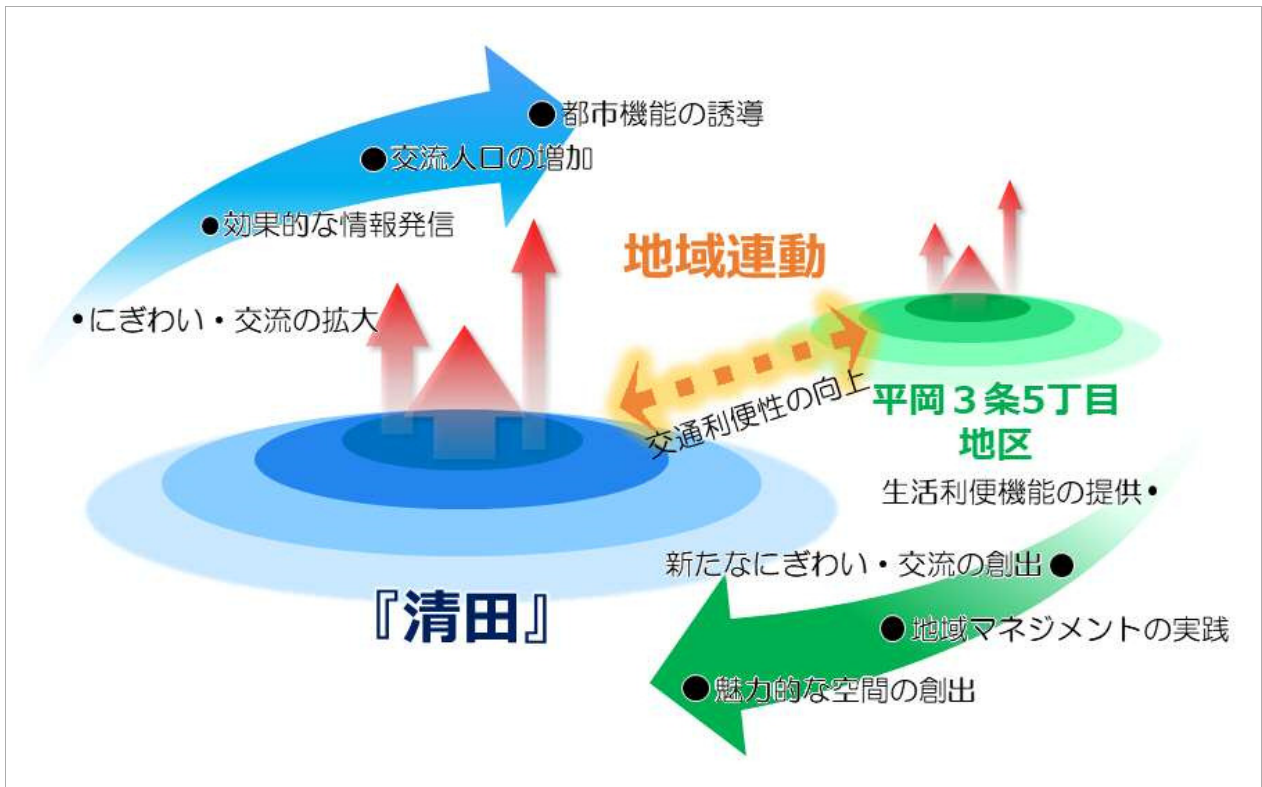 ●都市機能の誘導
●交流人口の増加
●効果的な情報発信
•にぎわい・交流の拡大
地域連動
交通利便性の向上
平岡3条5丁目
地区
『清田』
生活利便機能の提供•
新たなにぎわい・交流の創出●
●地域マネジメントの実践
●魅力的な空間の創出